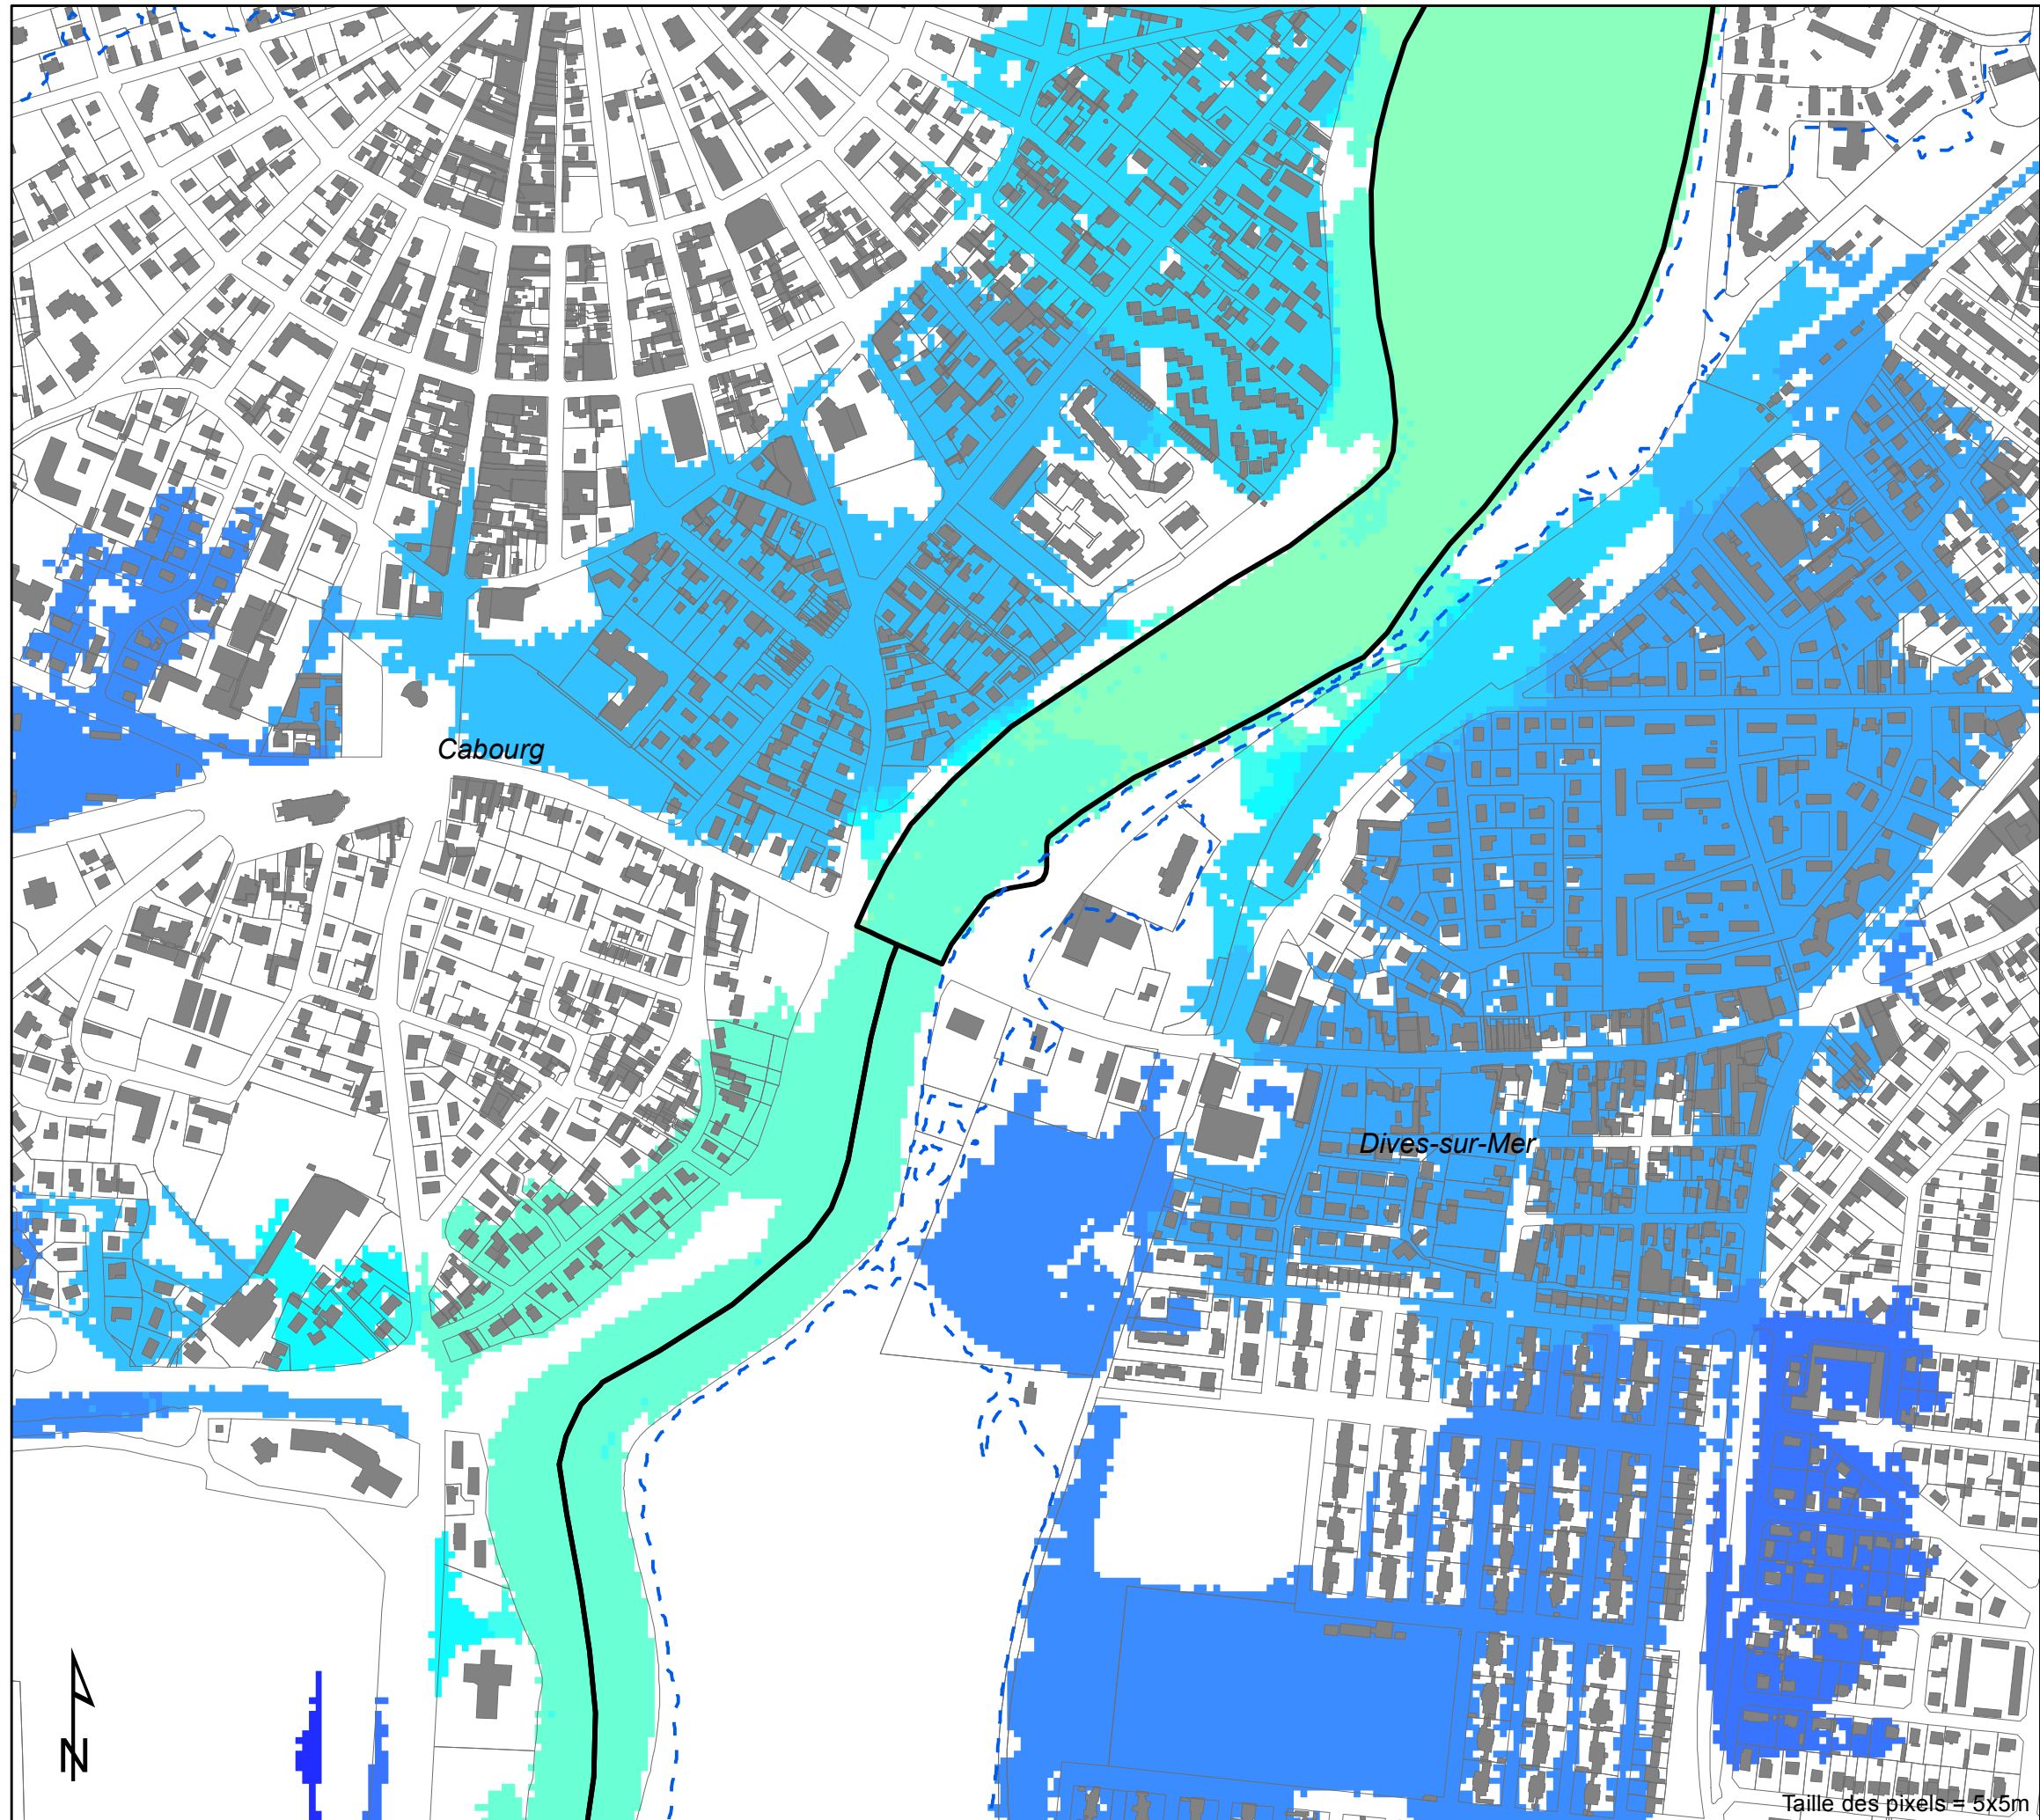 Cabourg
Dives-sur-Mer
N
Taille des pixels = 5x5m